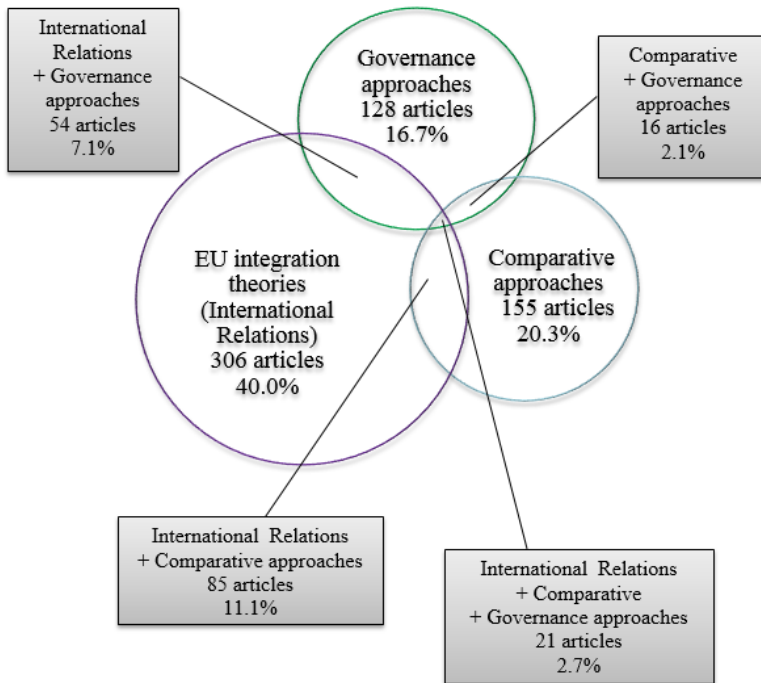 International
Relations
+ Governance
approaches
54 articles
7.1%
Governance
approaches
128 articles
16.7%
Comparative
+ Governance
approaches
16 articles
2.1%
EU integration
theories
(International
Relations)
306 articles
40.0%
Comparative
approaches
155 articles
20.3%
International Relations
+ Comparative approaches
85 articles
11.1%
International Relations
+ Comparative
+ Governance approaches
21 articles
2.7%